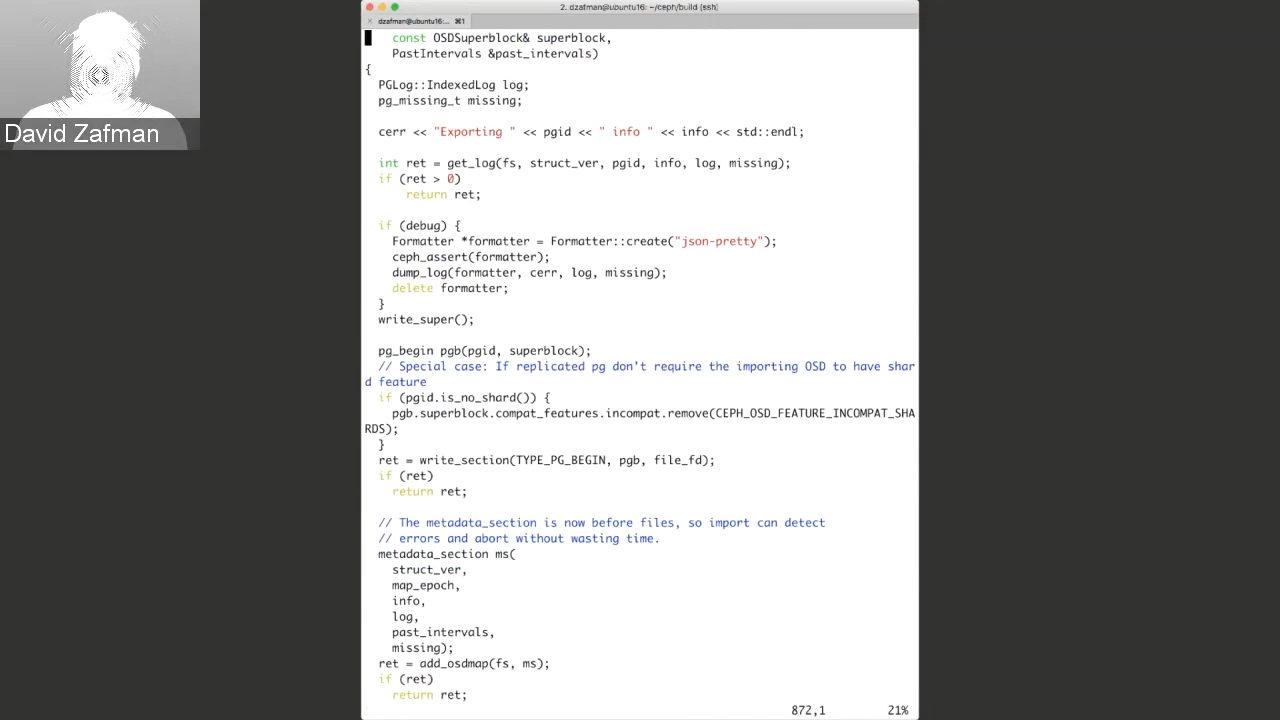 2. dzafman@ubuntu16: ~/ceph/build (ssh)
dzafman@ubuntu16:... ⌘1
David Zafman
const OSDSuperblock& superblock,
PastIntervals &past_intervals)
{
PGLog::IndexedLog log;
pg_missing_t missing;
cerr << "Exporting " << pgid << " info " << info << std::endl;
int ret = get_log(fs, struct_ver, pgid, info, log, missing);
if (ret > 0)
return ret;
if (debug) {
Formatter *formatter = Formatter::create("json-pretty");
ceph_assert(formatter);
dump_log(formatter, cerr, log, missing);
delete formatter;
}
write_super();
pg_begin pgb(pgid, superblock);
// Special case: If replicated pg don't require the importing OSD to have shar
d feature
if (pgid.is_no_shard()) {
pgb.superblock.compat_features.incompat.remove(CEPH_OSD_FEATURE_INCOMPAT_SHA
RDS);
}
ret = write_section(TYPE_PG_BEGIN, pgb, file_fd);
if (ret)
return ret;
// The metadata_section is now before files, so import can detect
// errors and abort without wasting time.
metadata_section ms(
struct_ver,
map_epoch,
info,
log,
past_intervals,
missing);
ret = add_osdmap(fs, ms);
if (ret)
return ret;
872,1 21%